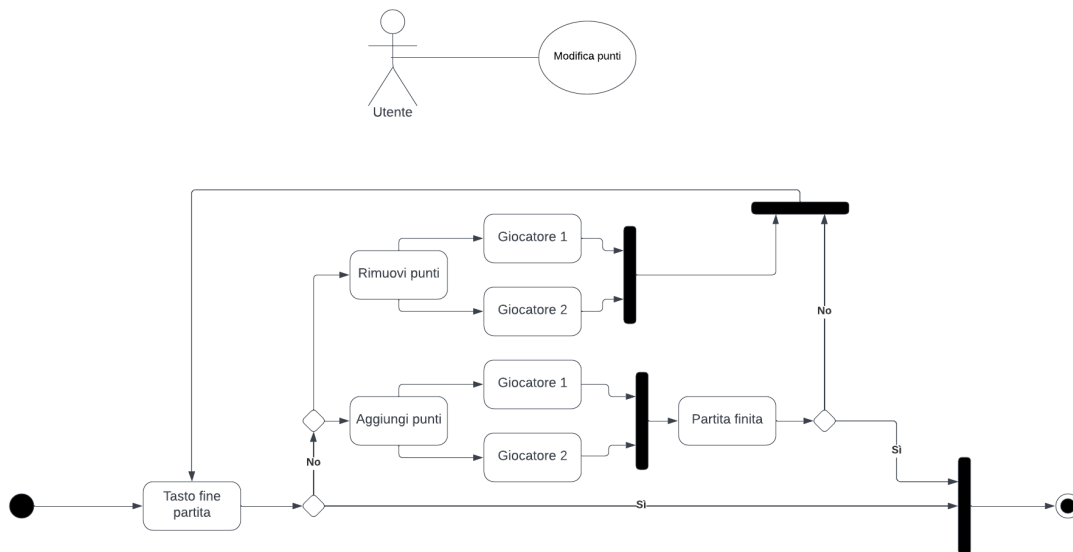 Modifica punti
Utente
Giocatore 1
Rimuovi punti
Giocatore 2
No
Giocatore 1
Aggiungi punti
Partita finita
Giocatore 2
Sì
No
Tasto fine
partita
Sì